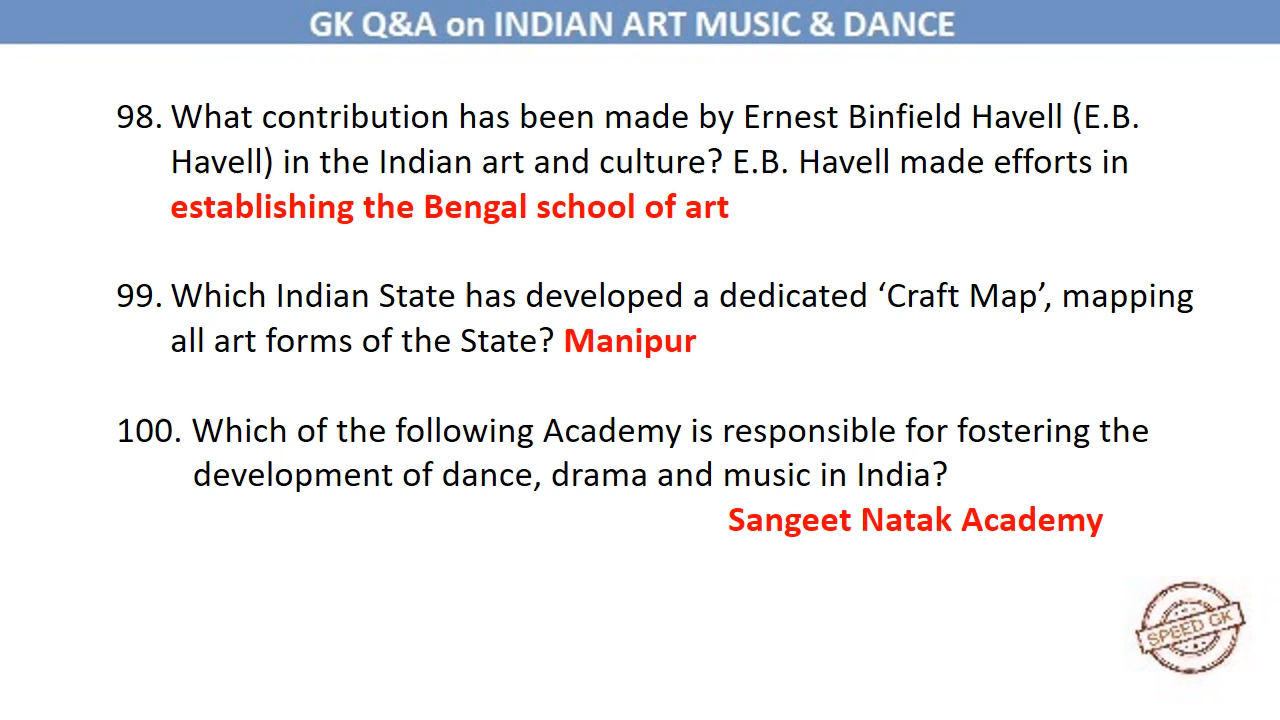 GK Q&A on INDIAN ART MUSIC & DANCE
98. What contribution has been made by Ernest Binfield Havell (E.B.
Havell) in the Indian art and culture? E.B. Havell made efforts in
establishing the Bengal school of art
99. Which Indian State has developed a dedicated ‘Craft Map’, mapping
all art forms of the State? Manipur
100. Which of the following Academy is responsible for fostering the
development of dance, drama and music in India?
Sangeet Natak Academy
SPEED GK